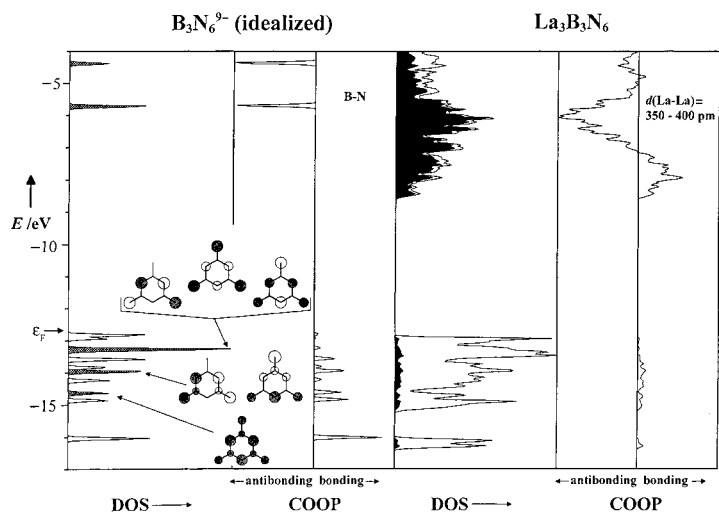 B₃N₆⁹⁻ (idealized)
La₃B₃N₆
−5
B-N
d(La-La)=
350 - 400 pm
E /eV
−10
ε_F
−15
←antibonding bonding→
←antibonding bonding→
DOS →
COOP
DOS →
COOP